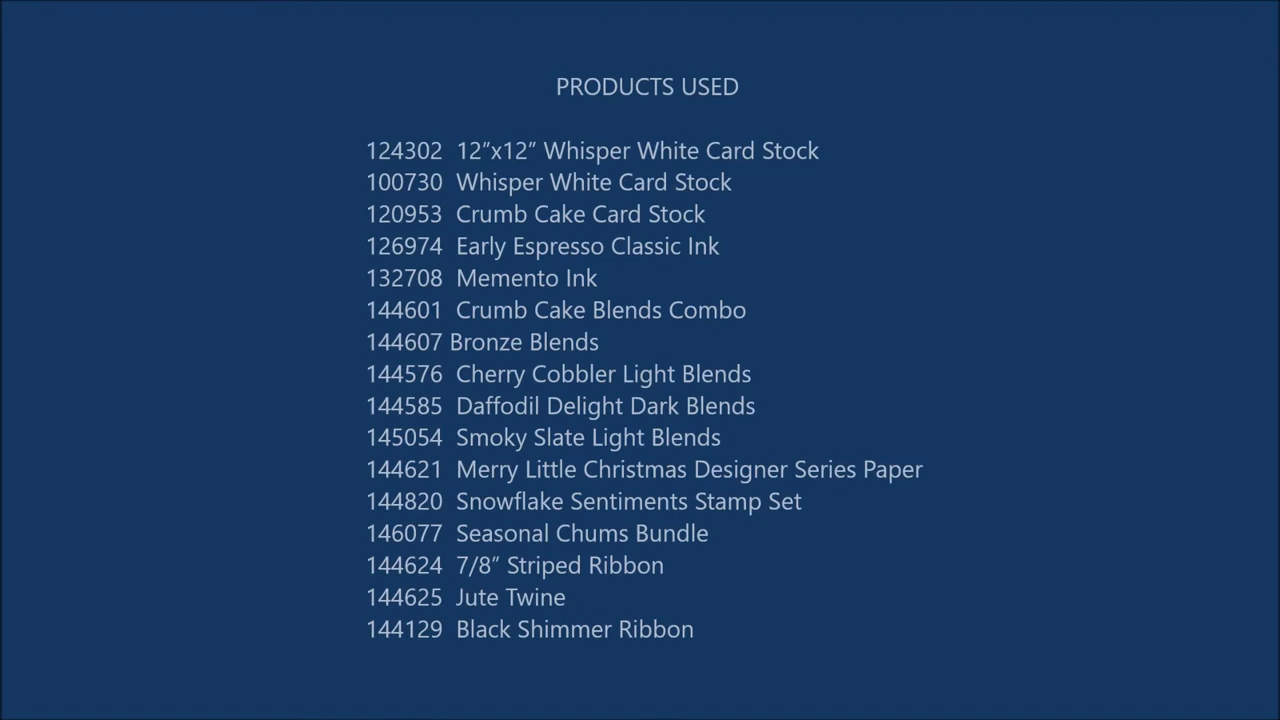 PRODUCTS USED
124302 12”x12” Whisper White Card Stock
100730 Whisper White Card Stock
120953 Crumb Cake Card Stock
126974 Early Espresso Classic Ink
132708 Memento Ink
144601 Crumb Cake Blends Combo
144607 Bronze Blends
144576 Cherry Cobbler Light Blends
144585 Daffodil Delight Dark Blends
145054 Smoky Slate Light Blends
144621 Merry Little Christmas Designer Series Paper
144820 Snowflake Sentiments Stamp Set
146077 Seasonal Chums Bundle
144624 7/8” Striped Ribbon
144625 Jute Twine
144129 Black Shimmer Ribbon